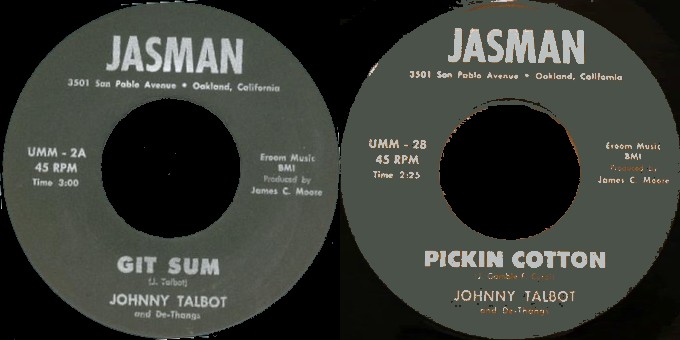 JASMAN
3501 San Pablo Avenue • Oakland, California
UMM - 2A
45 RPM
Time 3:00
Eroom Music
BMI
Produced by
James C. Moore
GIT SUM
(J. Talbot)
JOHNNY TALBOT
and De-Thangs
JASMAN
3501 San Pablo Avenue • Oakland, California
UMM - 2B
45 RPM
Time 2:25
Eroom Music
BMI
Produced by
James C. Moore
PICKIN COTTON
JOHNNY TALBOT
and De-Thangs